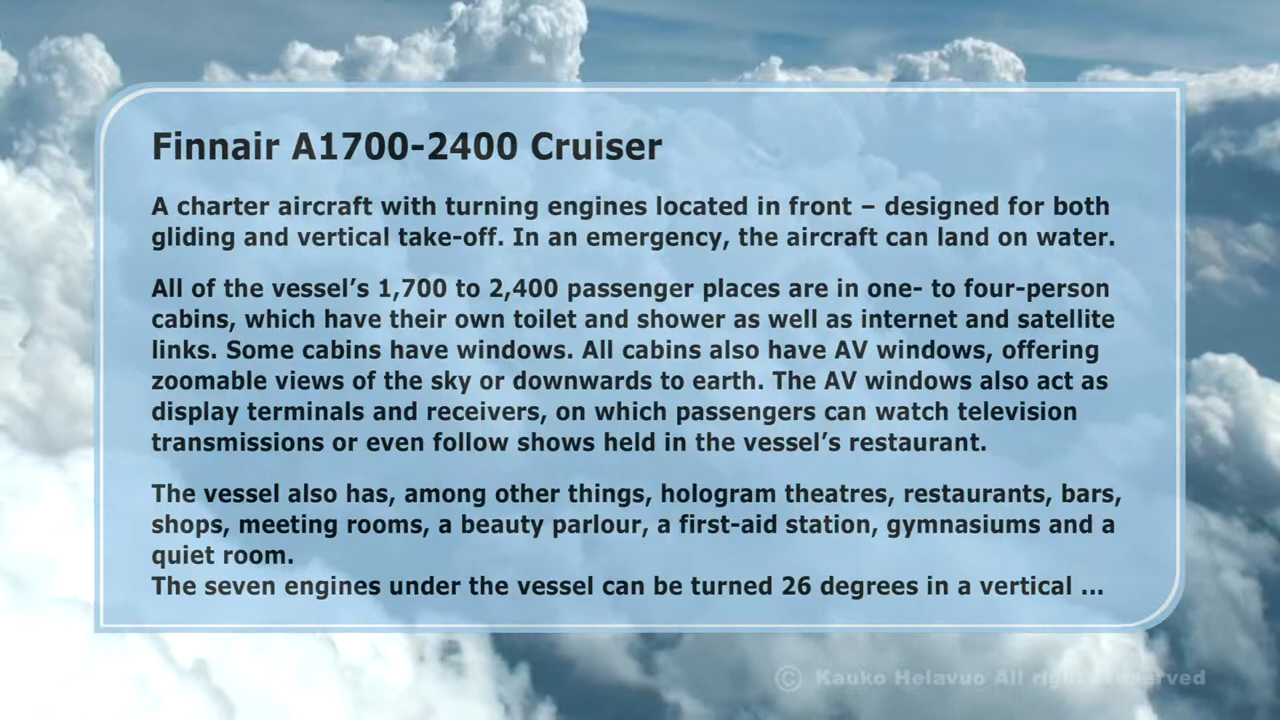 Finnair A1700-2400 Cruiser
A charter aircraft with turning engines located in front – designed for both
gliding and vertical take-off. In an emergency, the aircraft can land on water.
All of the vessel’s 1,700 to 2,400 passenger places are in one- to four-person
cabins, which have their own toilet and shower as well as internet and satellite
links. Some cabins have windows. All cabins also have AV windows, offering
zoomable views of the sky or downwards to earth. The AV windows also act as
display terminals and receivers, on which passengers can watch television
transmissions or even follow shows held in the vessel’s restaurant.
The vessel also has, among other things, hologram theatres, restaurants, bars,
shops, meeting rooms, a beauty parlour, a first-aid station, gymnasiums and a
quiet room.
The seven engines under the vessel can be turned 26 degrees in a vertical ...
© Kauko Helavuo All rights reserved